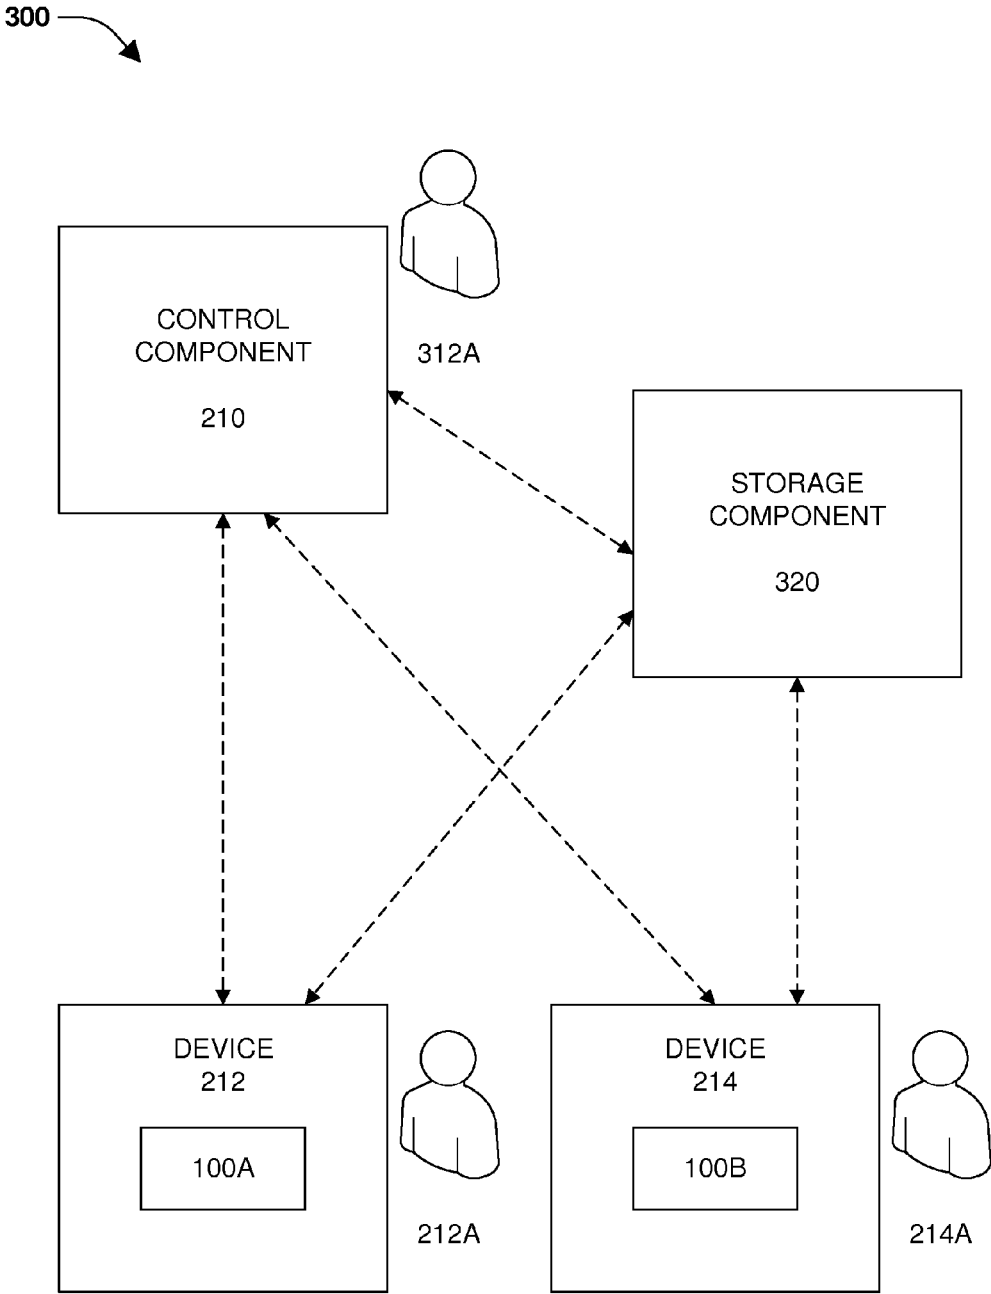 300
CONTROL
COMPONENT
210
312A
STORAGE
COMPONENT
320
DEVICE
212
100A
212A
DEVICE
214
100B
214A